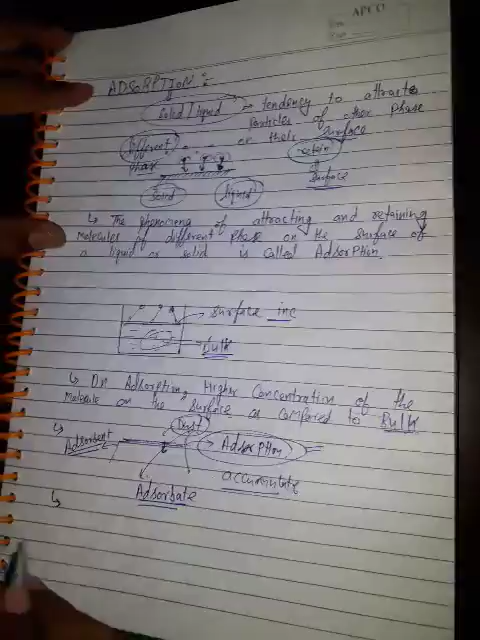 APCO
ADSORPTION :-
Solid / Liquid → tendency to attracts
particles of other Phase
on their Surface
Different
Phase
retain
Surface
Solid
liquid
↳ The phenomena of attracting and retaining
molecules of different phase on the surface of
a liquid or solid is called Adsorption
Surface inc
Bulk
↳ On Adsorption, Higher Concentration of the
Molecule on the Surface as compared to Bulk
↳ Dust
Adsorbent
Adsorption
accumulate
Adsorbate
↳